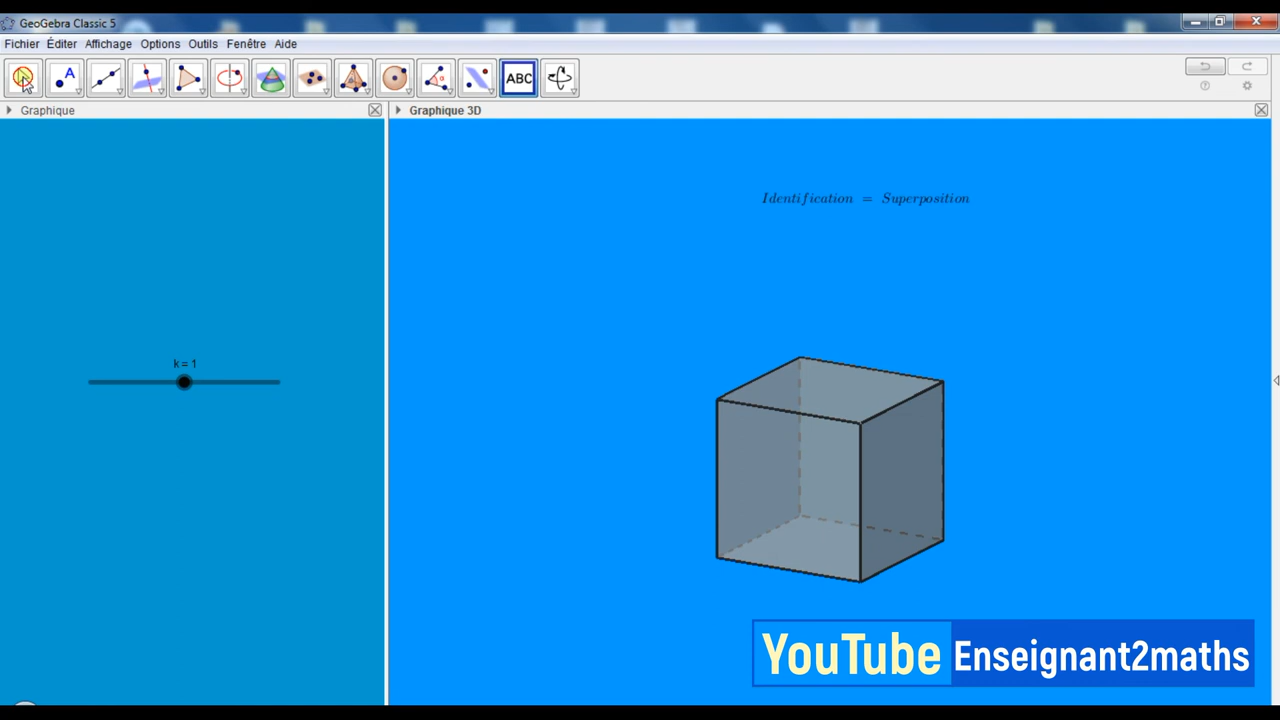 GeoGebra Classic 5
Fichier Éditer Affichage Options Outils Fenêtre Aide
A
α
ABC
Graphique
Graphique 3D
Identification = Superposition
k = 1
YouTube Enseignant2maths